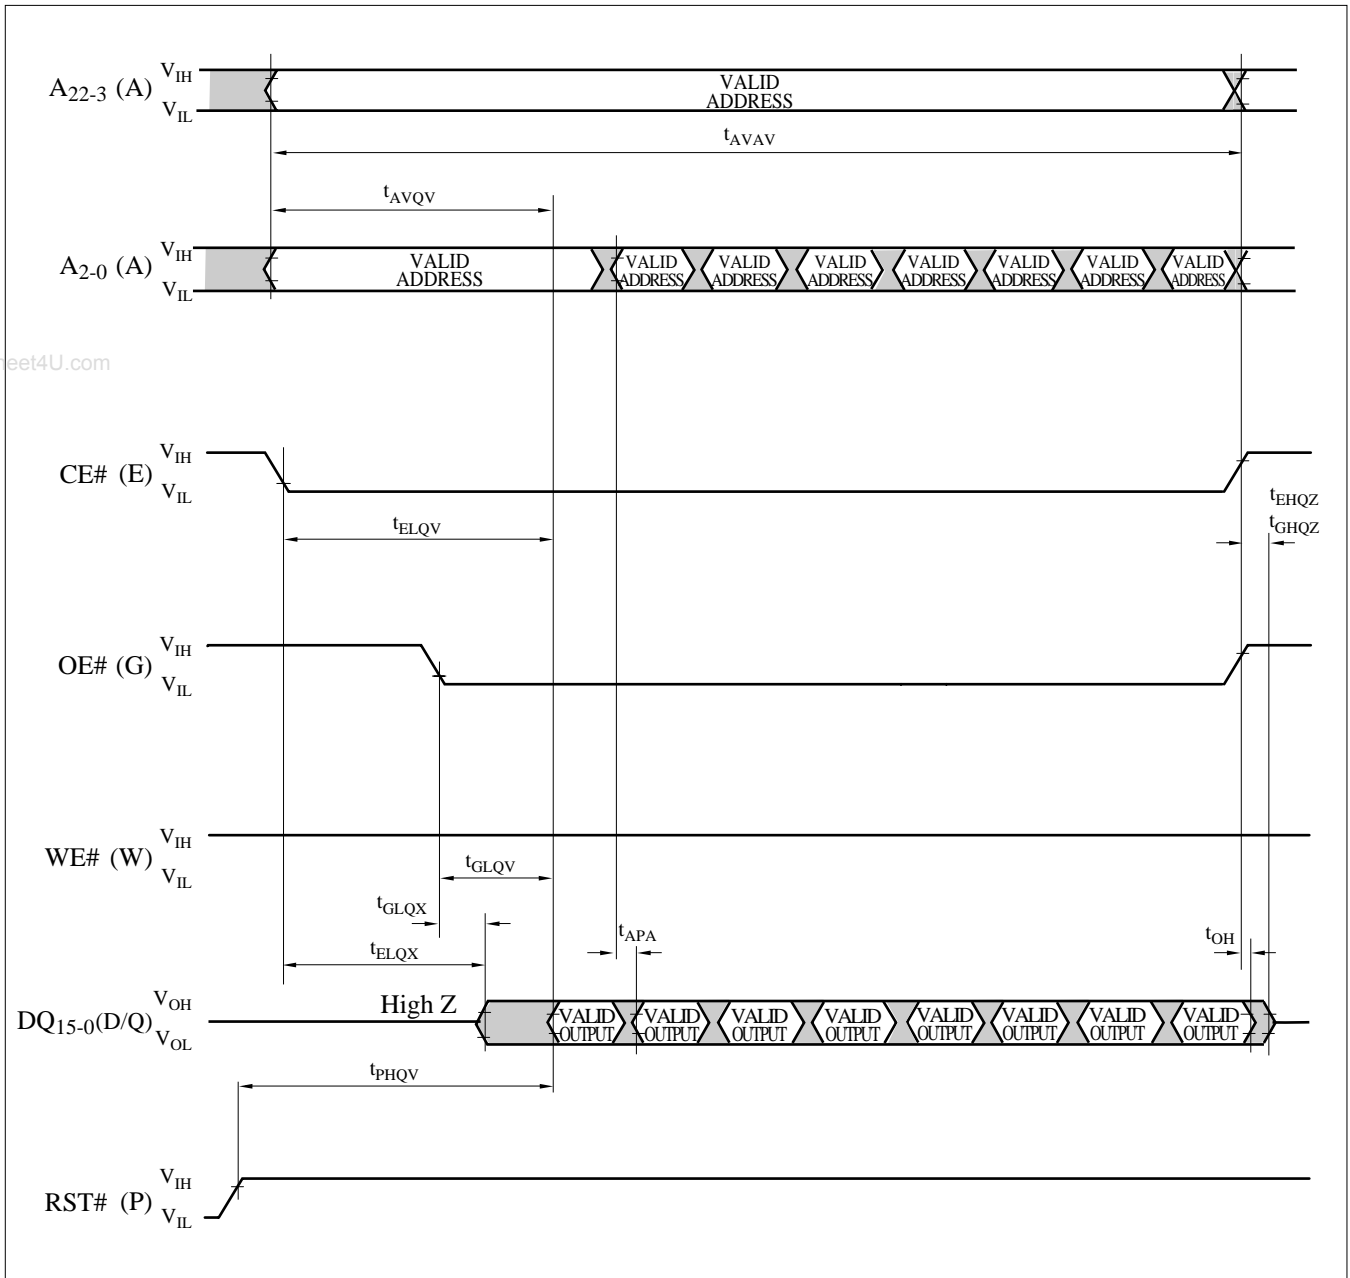 A22-3 (A) VIH VIL
VALID ADDRESS
tAVAV
tAVQV
A2-0 (A) VIH VIL
VALID ADDRESS VALID ADDRESS VALID ADDRESS VALID ADDRESS VALID ADDRESS VALID ADDRESS VALID ADDRESS VALID ADDRESS
neet4U.com
CE# (E) VIH VIL
tEHQZ
tGHQZ
tELQV
OE# (G) VIH VIL
WE# (W) VIH VIL
tGLQV
tGLQX
tAPA
tOH
tELQX
DQ15-0(D/Q) VOH VOL
High Z
VALID OUTPUT VALID OUTPUT VALID OUTPUT VALID OUTPUT VALID OUTPUT VALID OUTPUT VALID OUTPUT VALID OUTPUT
tPHQV
RST# (P) VIH VIL